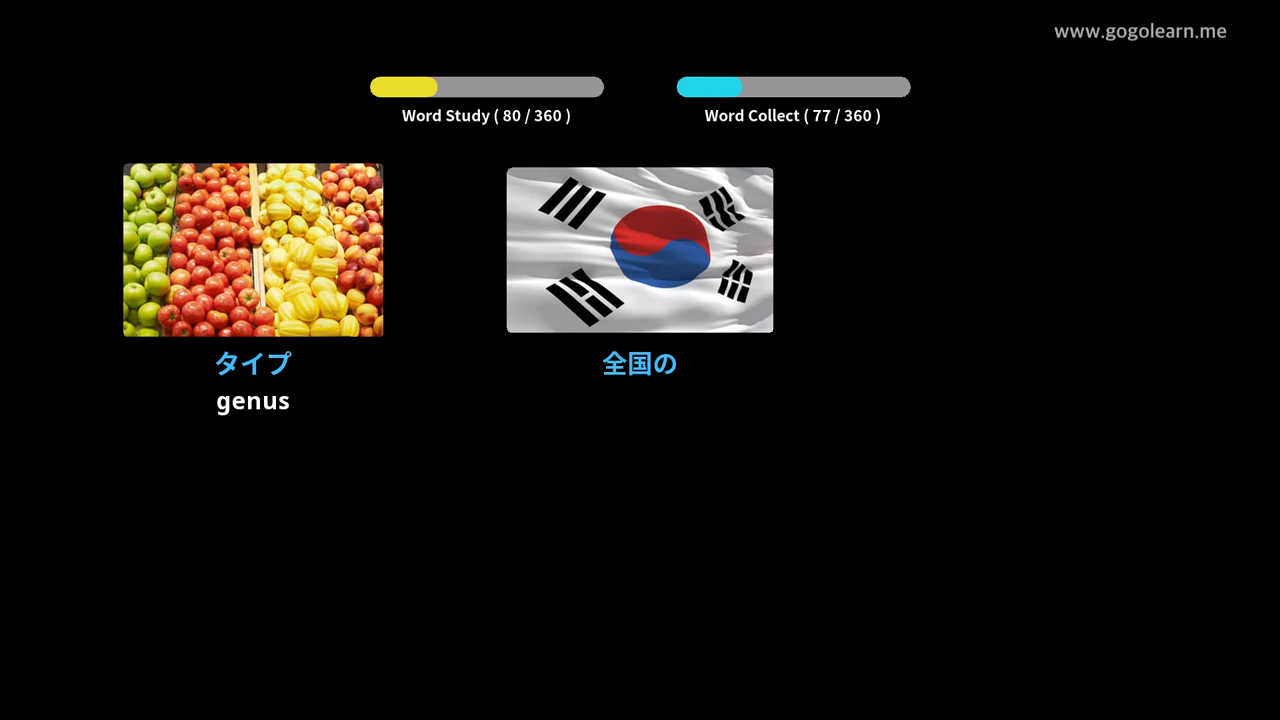 www.gogolearn.me
Word Study ( 80 / 360 )
Word Collect ( 77 / 360 )
タイプ
genus
全国の